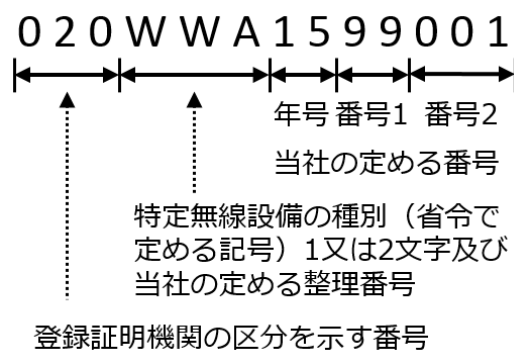 020WWA1599001
年号 番号1 番号2
当社の定める番号
特定無線設備の種別（省令で
定める記号）1又は2文字及び
当社の定める整理番号
登録証明機関の区分を示す番号